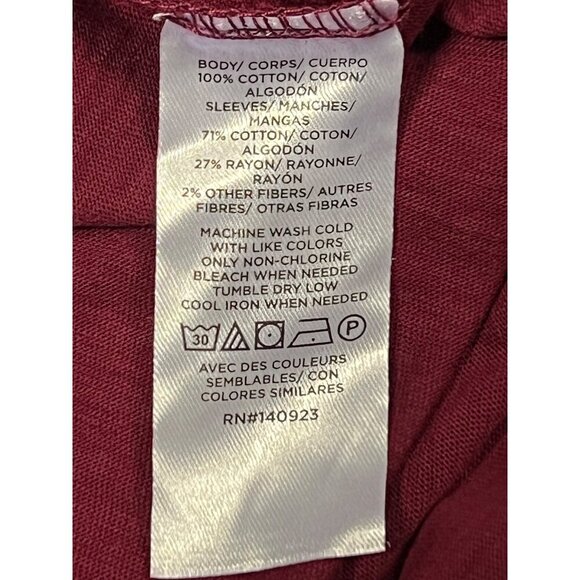 BODY/ CORPS/ CUERPO
100% COTTON/ COTON/
ALGODÓN
SLEEVES/ MANCHES/
MANGAS
71% COTTON/ COTON/
ALGODÓN
27% RAYON/ RAYONNE/
RAYÓN
2% OTHER FIBERS/ AUTRES
FIBRES/ OTRAS FIBRAS
MACHINE WASH COLD
WITH LIKE COLORS
ONLY NON-CHLORINE
BLEACH WHEN NEEDED
TUMBLE DRY LOW
COOL IRON WHEN NEEDED
30 P
AVEC DES COULEURS
SEMBLABLES/ CON
COLORES SIMILARES
RN#140923